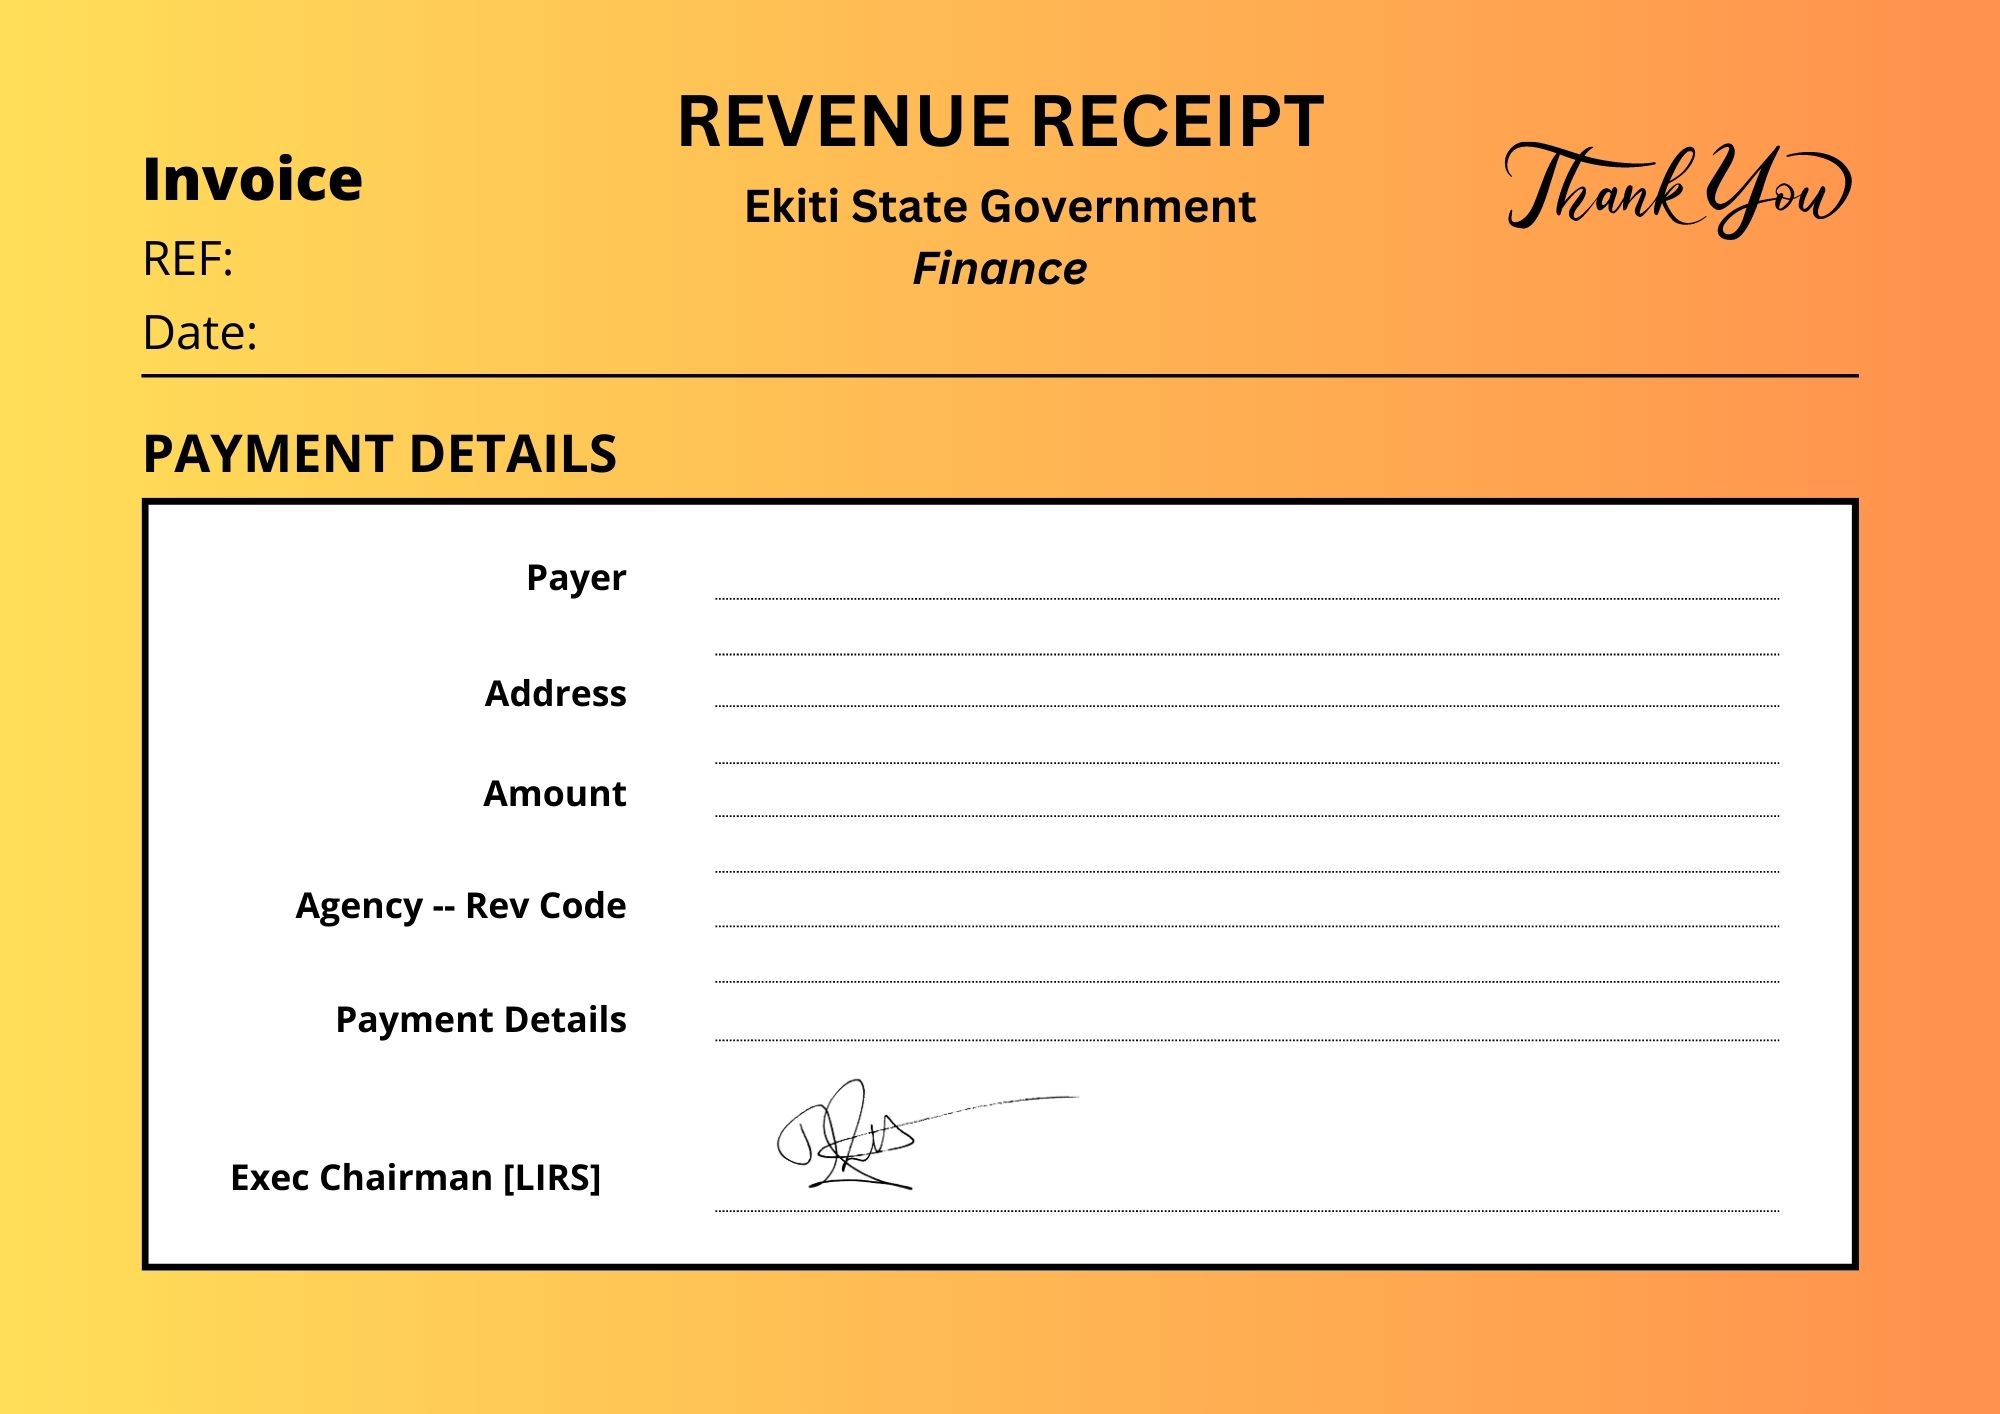 REVENUE RECEIPT
Invoice
Ekiti State Government
Thank You
REF:
Finance
Date:
PAYMENT DETAILS
Payer
Address
Amount
Agency -- Rev Code
Payment Details
Exec Chairman [LIRS]